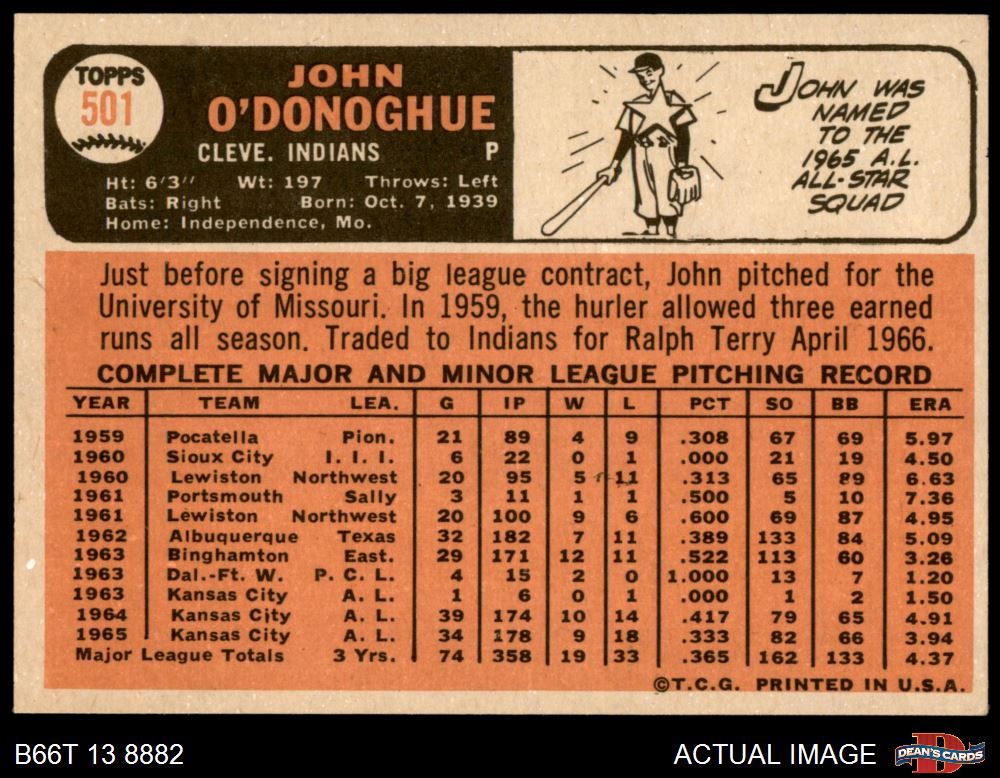 TOPPS
501
JOHN
O'DONOGHUE
CLEVE. INDIANS P
Ht: 6'3" Wt: 197 Throws: Left
Bats: Right Born: Oct. 7, 1939
Home: Independence, Mo.
JOHN WAS
NAMED
TO THE
1965 A.L.
ALL-STAR
SQUAD
Just before signing a big league contract, John pitched for the
University of Missouri. In 1959, the hurler allowed three earned
runs all season. Traded to Indians for Ralph Terry April 1966.
COMPLETE MAJOR AND MINOR LEAGUE PITCHING RECORD
YEAR TEAM LEA. G IP W L PCT SO BB ERA
1959 Pocatella Pion. 21 89 4 9 .308 67 69 5.97
1960 Sioux City I. I. I. 6 22 0 1 .000 21 19 4.50
1960 Lewiston Northwest 20 95 5 11 .313 65 89 6.63
1961 Portsmouth Sally 3 11 1 1 .500 5 10 7.36
1961 Lewiston Northwest 20 100 9 6 .600 69 87 4.95
1962 Albuquerque Texas 32 182 7 11 .389 133 84 5.09
1963 Binghamton East. 29 171 12 11 .522 113 60 3.26
1963 Dal.-Ft. W. P. C. L. 4 15 2 0 1.000 13 7 1.20
1963 Kansas City A. L. 1 6 0 1 .000 1 2 1.50
1964 Kansas City A. L. 39 174 10 14 .417 79 65 4.91
1965 Kansas City A. L. 34 178 9 18 .333 82 66 3.94
Major League Totals 3 Yrs. 74 358 19 33 .365 162 133 4.37
©T.C.G. PRINTED IN U.S.A.
B66T 13 8882 ACTUAL IMAGE DEAN'S CARDS